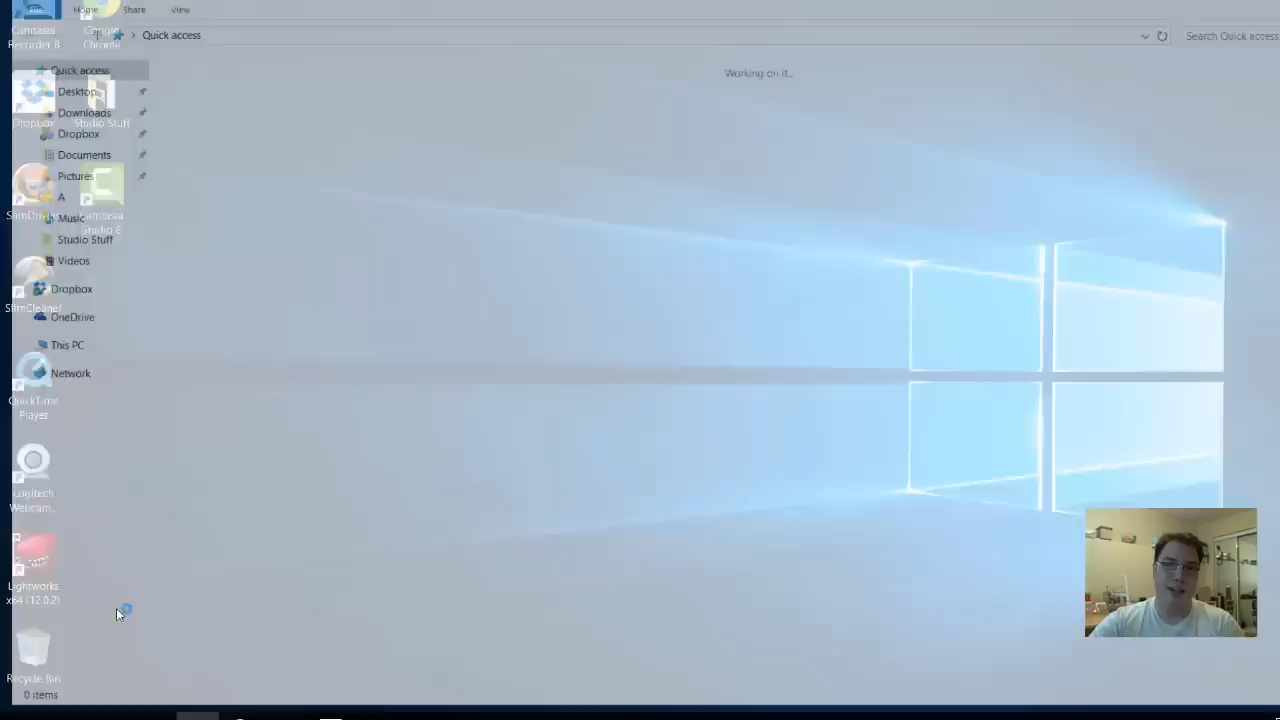 File Home Share View
Camtasia Recorder 8
Google Chrome
Quick access
Search Quick access
Working on it...
Quick access
Desktop
Downloads
Dropbox
Documents
Pictures
A
Music
Studio Stuff
Videos
Dropbox
OneDrive
This PC
Network
Dropbox
Studio Stuff
Camtasia Studio 8
SlimCleaner
QuickTime
Player
Logitech
Webcam...
Lightworks
x64 (12.0.2)
Recycle Bin
0 items